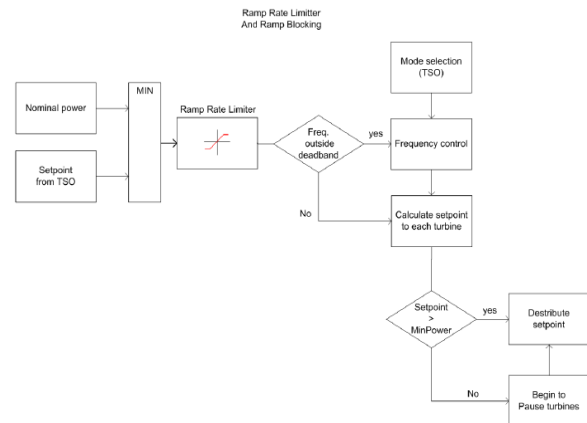 Ramp Rate Limitter
And Ramp Blocking
Mode selection
(TSO)
MIN
Nominal power
Ramp Rate Limiter
Freq.
outside
deadband
yes
Frequency control
Setpoint
from TSO
No
Calculate setpoint
to each turbine
Setpoint
>
MinPower
yes
Destribute
setpoint
No
Begin to
Pause turbines